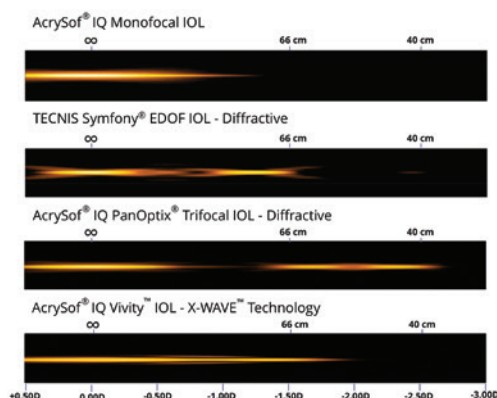 AcrySof® IQ Monofocal IOL
∞ 66 cm 40 cm
TECNIS Symfony® EDOF IOL - Diffractive
∞ 66 cm 40 cm
AcrySof® IQ PanOptix® Trifocal IOL - Diffractive
∞ 66 cm 40 cm
AcrySof® IQ Vivity™ IOL - X-WAVE™ Technology
∞ 66 cm 40 cm
+0.50D 0.00D -0.50D -1.00D -1.50D -2.00D -2.50D -3.00D